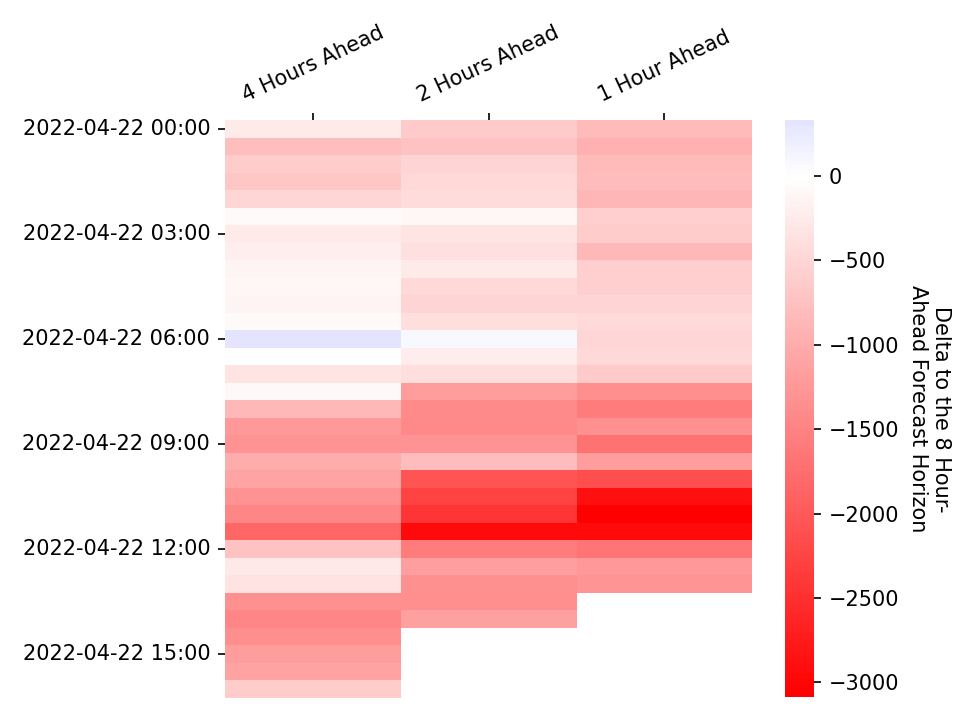 4 Hours Ahead
2 Hours Ahead
1 Hour Ahead
2022-04-22 00:00
2022-04-22 03:00
2022-04-22 06:00
2022-04-22 09:00
2022-04-22 12:00
2022-04-22 15:00
0
−500
−1000
−1500
−2000
−2500
−3000
Delta to the 8 Hour-
Ahead Forecast Horizon